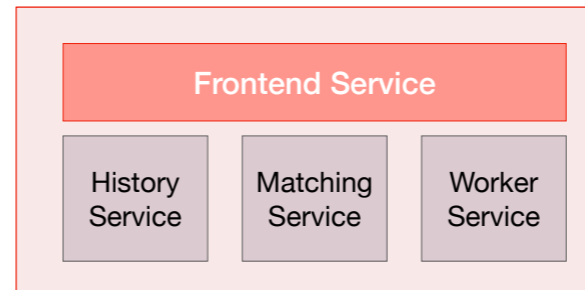 Frontend Service
History
Service
Matching
Service
Worker
Service